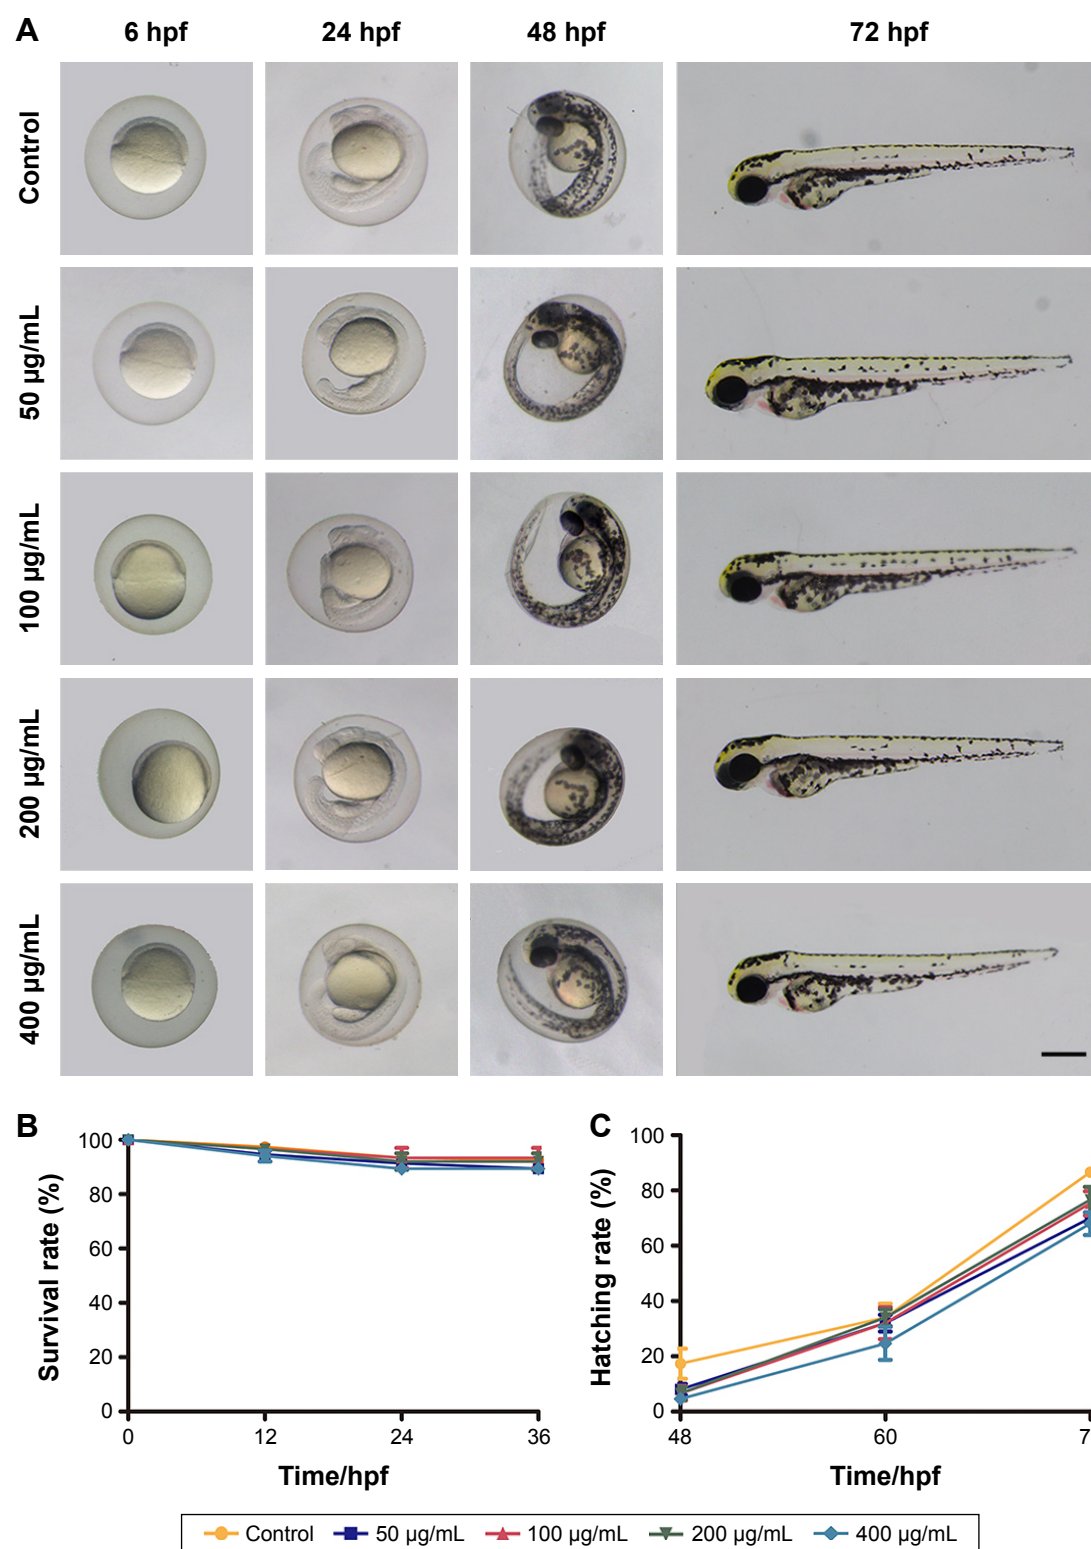 A
6 hpf 24 hpf 48 hpf 72 hpf
Control
50 µg/mL
100 µg/mL
200 µg/mL
400 µg/mL
B
Survival rate (%)
100
80
60
40
20
0
0 12 24 36
Time/hpf
C
Hatching rate (%)
100
80
60
40
20
0
48 60 7
Time/hpf
Control 50 µg/mL 100 µg/mL 200 µg/mL 400 µg/mL